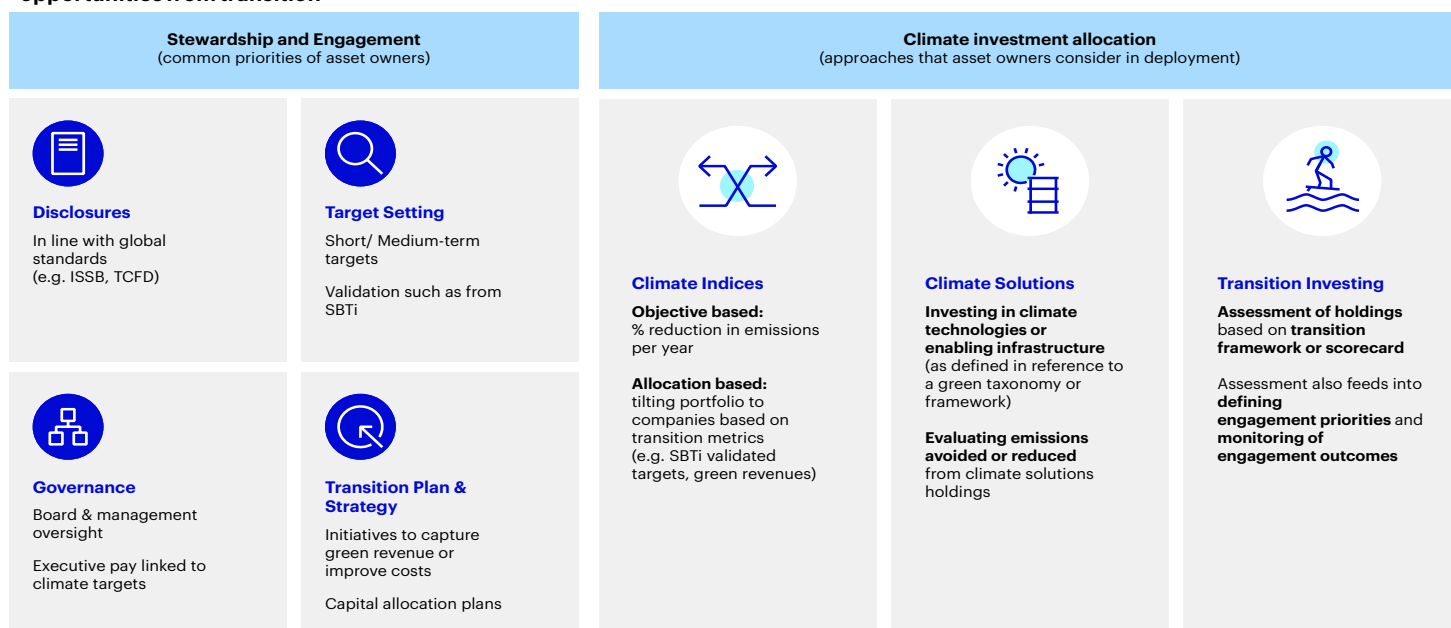 opportunities from transition
Stewardship and Engagement
(common priorities of asset owners)
Disclosures
In line with global
standards
(e.g. ISSB, TCFD)
Target Setting
Short/ Medium-term
targets
Validation such as from
SBTi
Governance
Board & management
oversight
Executive pay linked to
climate targets
Transition Plan &
Strategy
Initiatives to capture
green revenue or
improve costs
Capital allocation plans
Climate investment allocation
(approaches that asset owners consider in deployment)
Climate Indices
Objective based:
% reduction in emissions
per year
Allocation based:
tilting portfolio to
companies based on
transition metrics
(e.g. SBTi validated
targets, green revenues)
Climate Solutions
Investing in climate
technologies or
enabling infrastructure
(as defined in reference to
a green taxonomy or
framework)
Evaluating emissions
avoided or reduced
from climate solutions
holdings
Transition Investing
Assessment of holdings
based on transition
framework or scorecard
Assessment also feeds into
defining
engagement priorities and
monitoring of
engagement outcomes